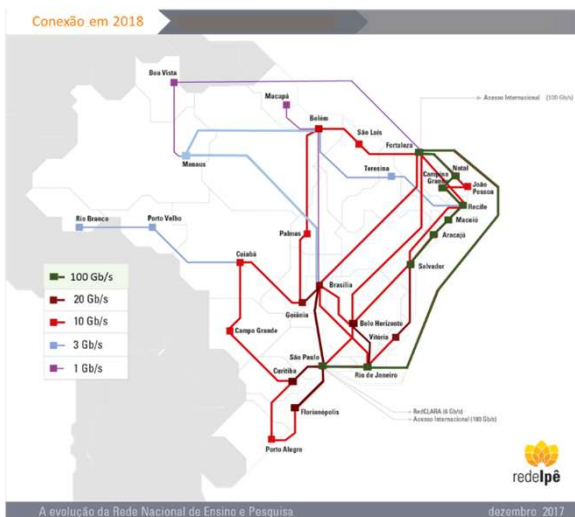 Conexão em 2018
Boa Vista
Macapá
Belém
São Luís
Fortaleza
Acesso Internacional (100 Gb/s)
Manaus
Teresina
Natal
Campina
Grande
João
Pessoa
Recife
Maceió
Aracajú
Rio Branco
Porto Velho
Palmas
Cuiabá
Salvador
Brasília
Goiânia
100 Gb/s
20 Gb/s
10 Gb/s
3 Gb/s
1 Gb/s
Belo Horizonte
Vitória
Campo Grande
São Paulo
Rio de Janeiro
Curitiba
Florianópolis
Porto Alegre
RedCLARA (6 Gb/s)
Acesso Internacional
redeIpê
A evolução da Rede Nacional de Ensino e Pesquisa
dezembro 2017